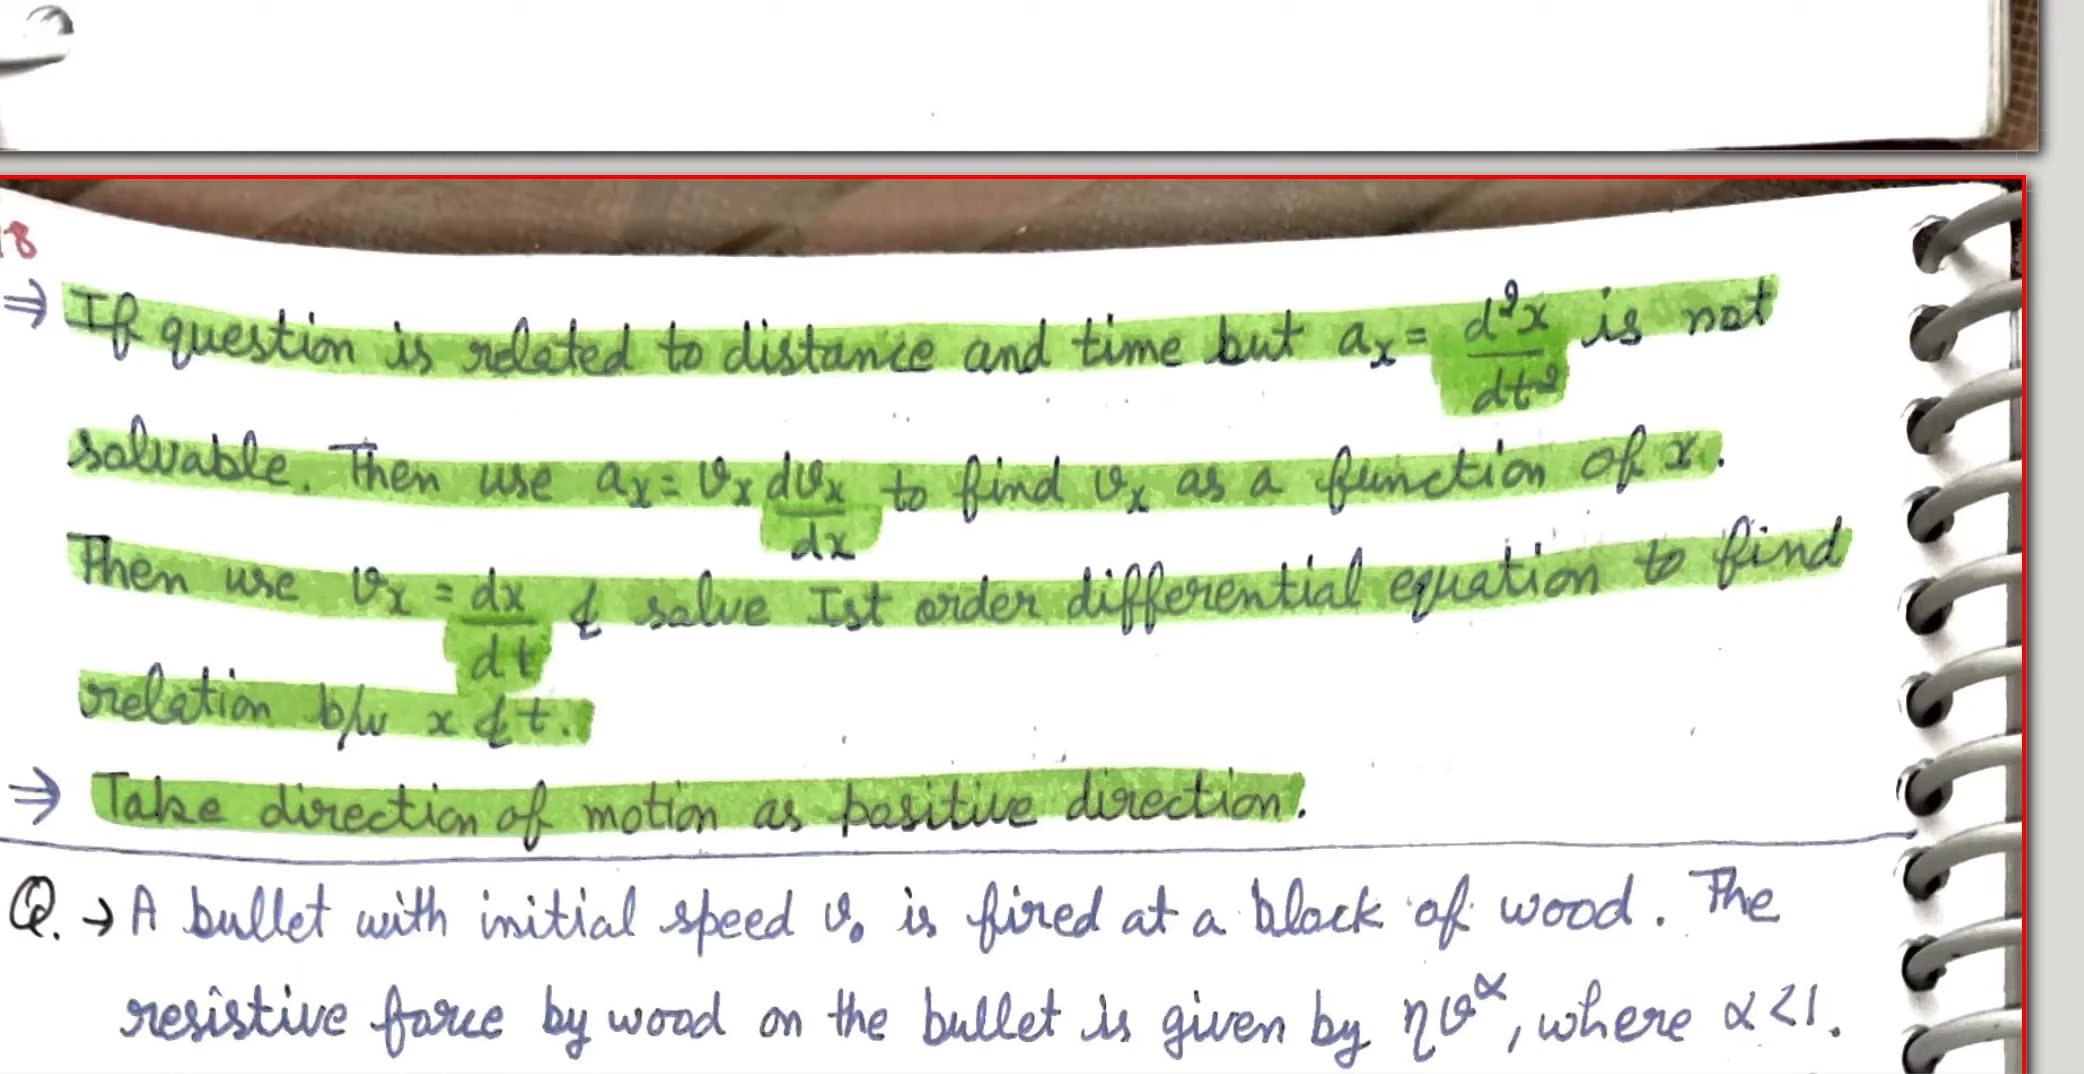 18
⇒ If question is related to distance and time but aₓ = d²x/dt² is not
solvable. Then use aₓ = vₓ dvₓ/dx to find vₓ as a function of x.
Then use vₓ = dx/dt & solve Ist order differential equation to find
relation b/w x & t.
⇒ Take direction of motion as positive direction.
Q. → A bullet with initial speed v₀ is fired at a block of wood. The
resistive force by wood on the bullet is given by ηv^α, where α<1.